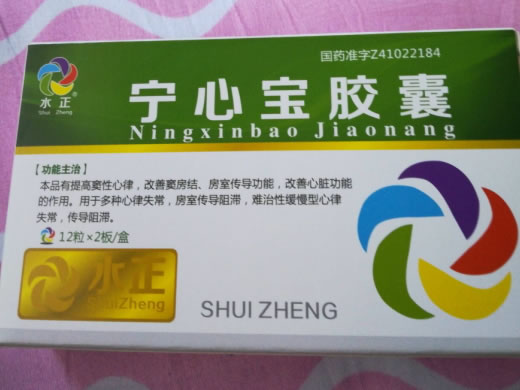 国药准字Z41022184
水正®
Shui Zheng
宁心宝胶囊
Ningxinbao Jiaonang
【功能主治】
本品有提高窦性心律，改善窦房结、房室传导功能，改善心脏功能
的作用。用于多种心律失常，房室传导阻滞，难治性缓慢型心律
失常，传导阻滞。
12粒×2板/盒
水正
ShuiZheng
SHUI ZHENG